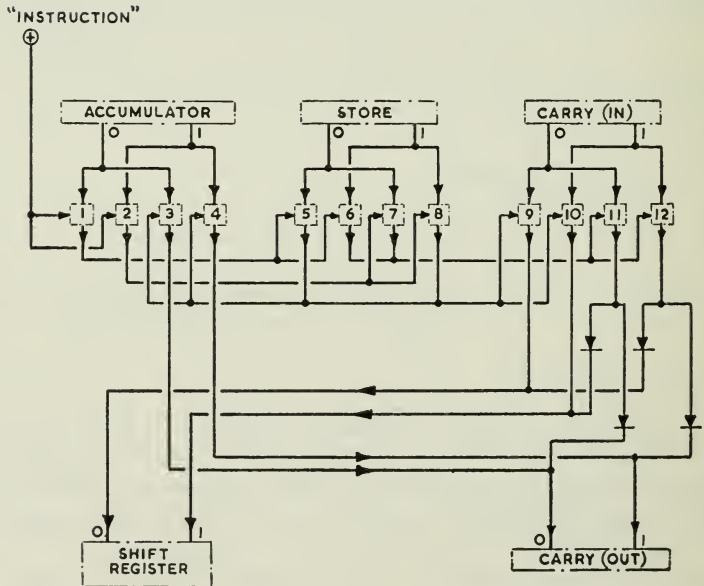 "INSTRUCTION"
ACCUMULATOR
STORE
CARRY (IN)
0 1
0 1
0 1
1 2 3 4 5 6 7 8 9 10 11 12
0 1
0 1
SHIFT
REGISTER
CARRY (OUT)